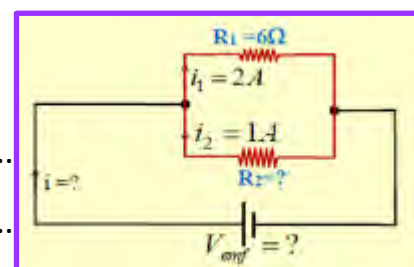 R₁=6Ω
i₁ = 2A
i₂ = 1A
R₂=?
i=?
V_emf = ?